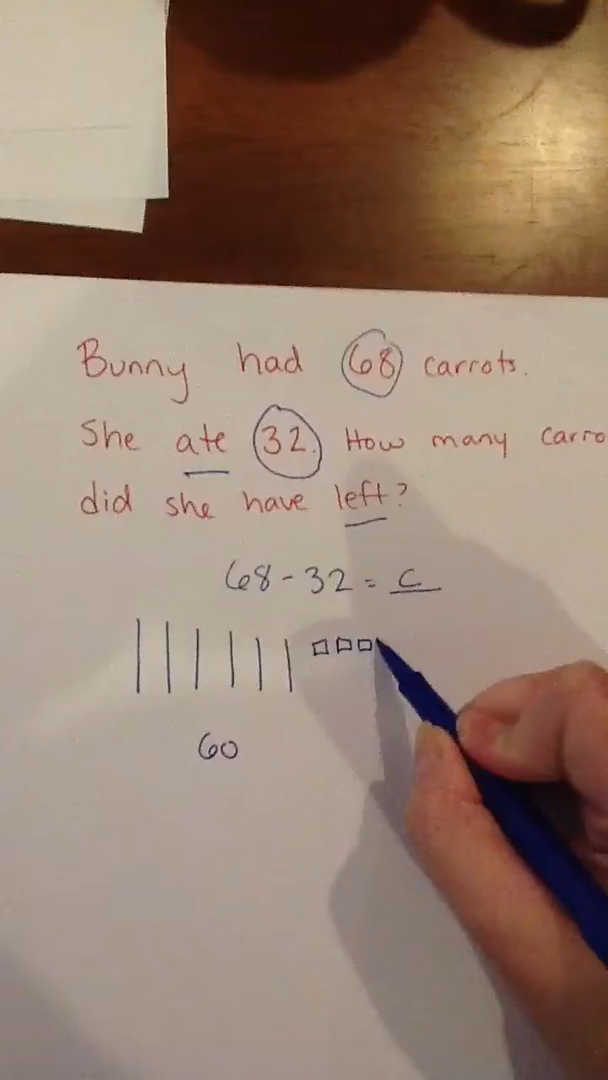 Bunny had 68 carrots.
She ate 32. How many carro
did she have left?
68 - 32 = c
60